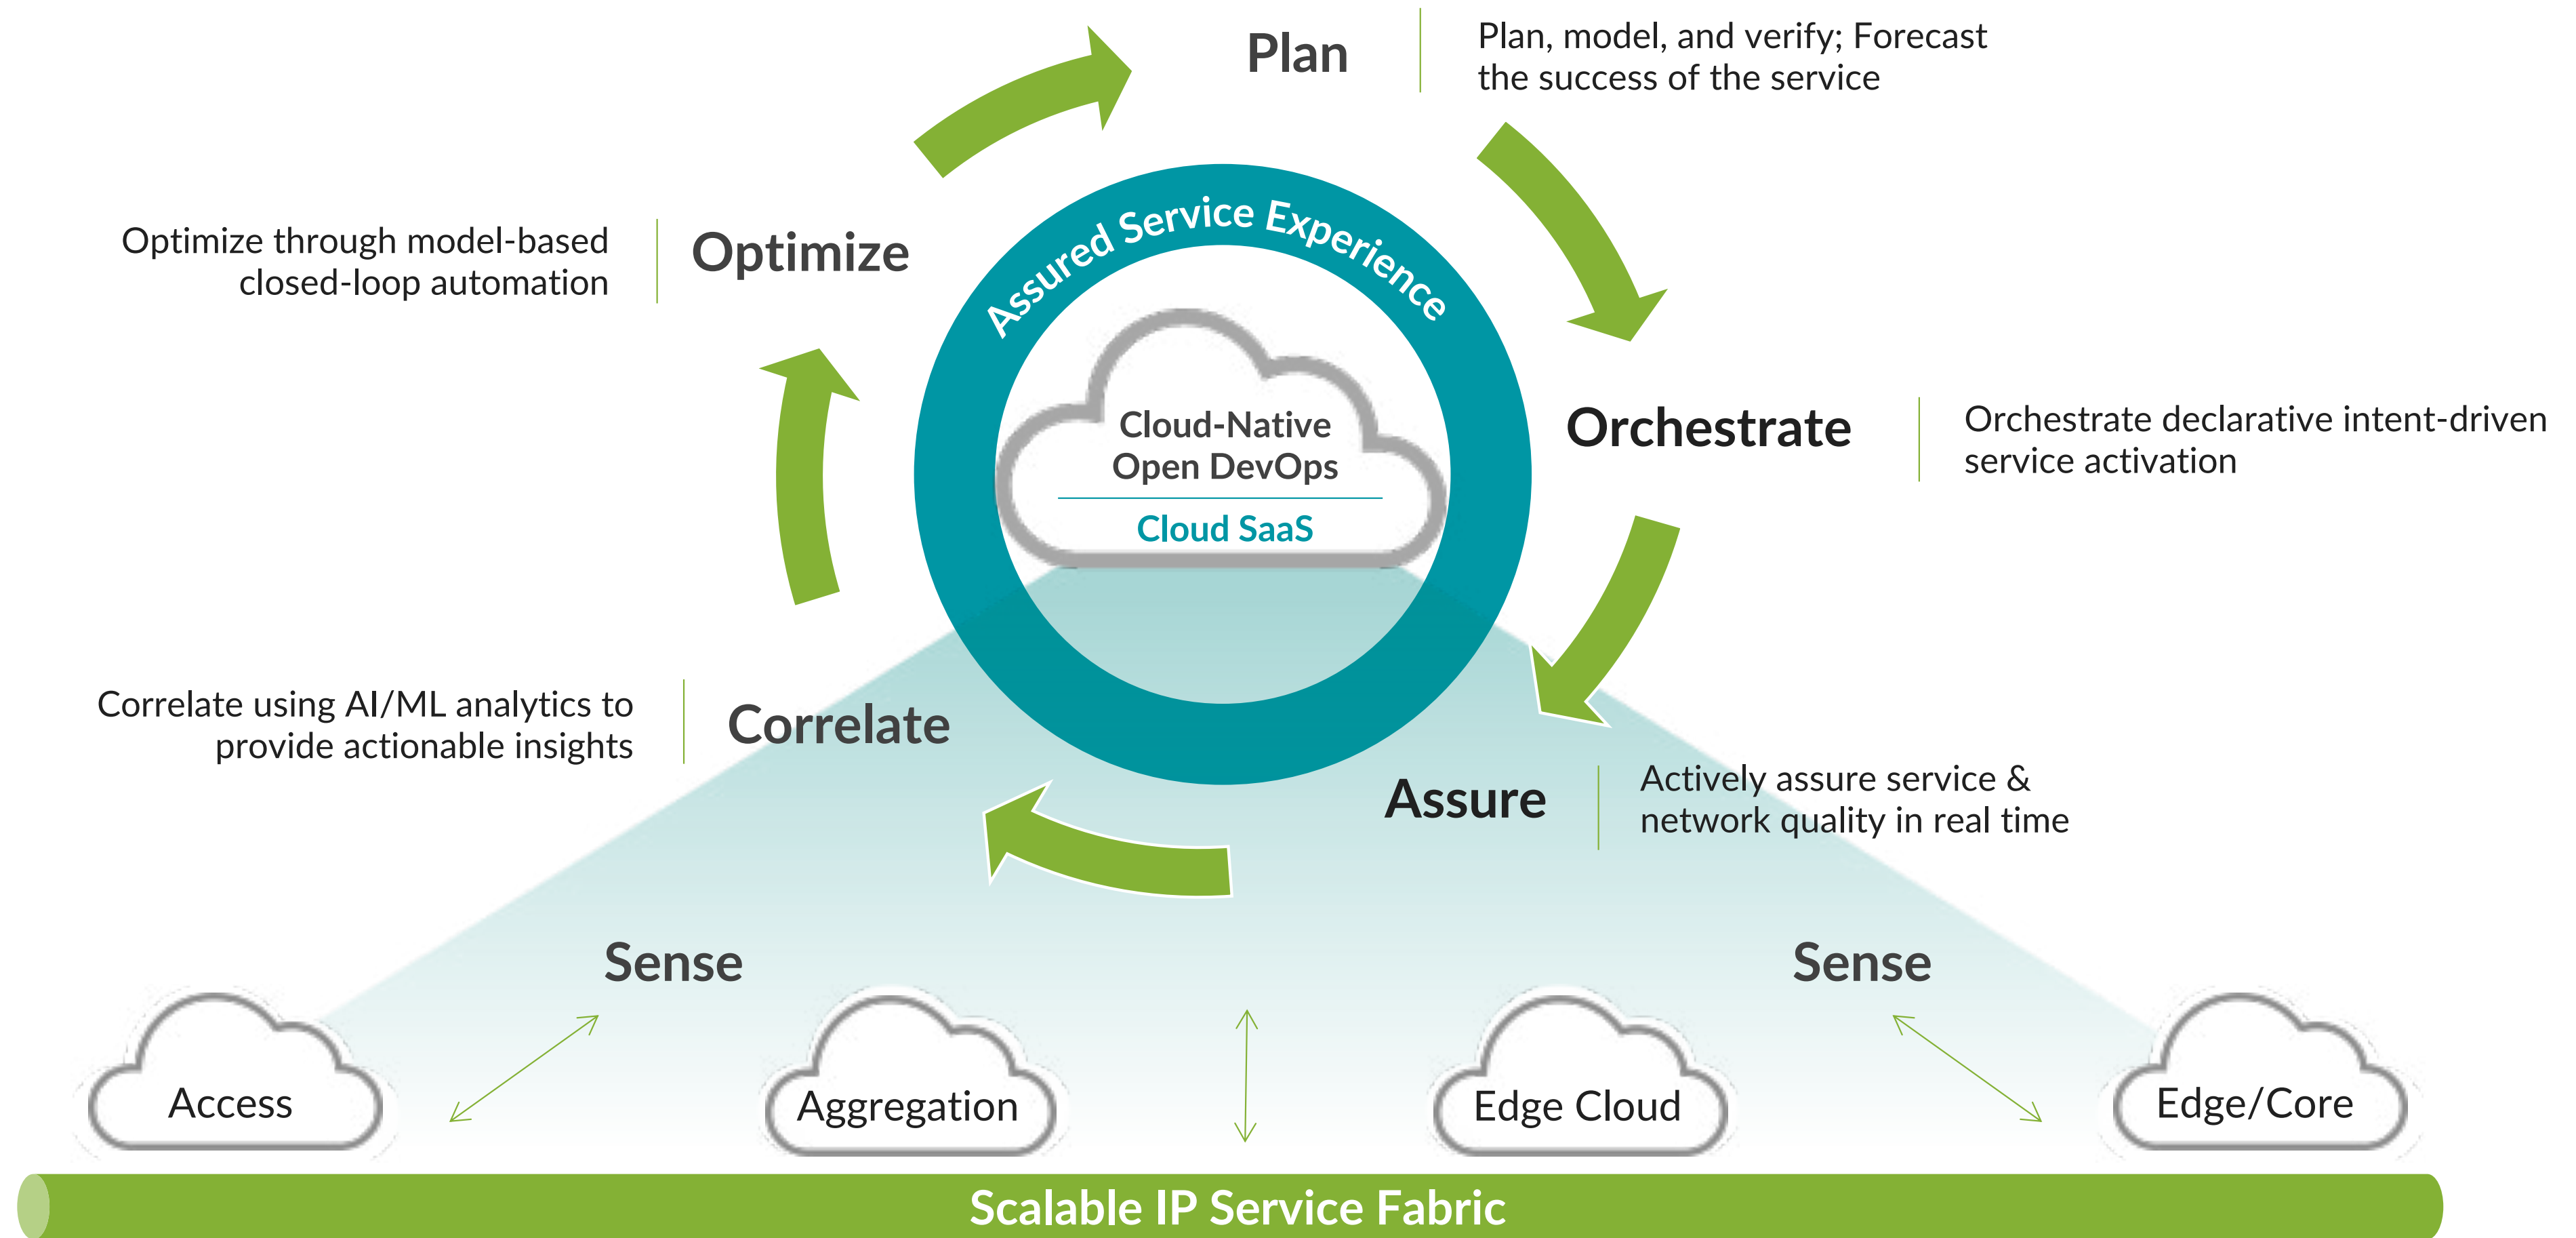 Plan
Plan, model, and verify; Forecast
the success of the service
Assured Service Experience
Optimize through model-based
closed-loop automation
Optimize
Cloud-Native
Open DevOps
Cloud SaaS
Orchestrate
Orchestrate declarative intent-driven
service activation
Correlate using AI/ML analytics to
provide actionable insights
Correlate
Assure
Actively assure service &
network quality in real time
Sense
Sense
Access
Aggregation
Edge Cloud
Edge/Core
Scalable IP Service Fabric